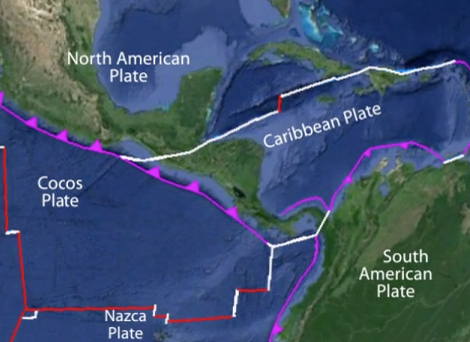 North American
Plate
Caribbean Plate
Cocos
Plate
South
American
Plate
Nazca
Plate